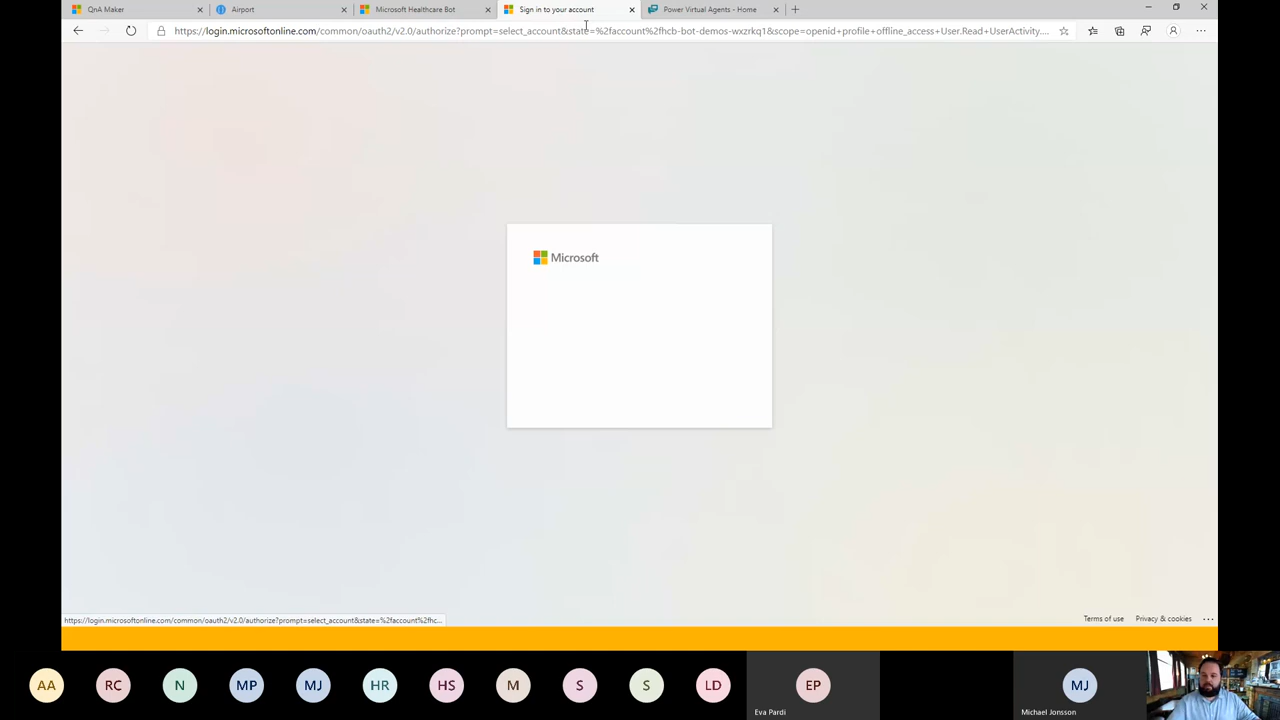 QnA Maker
Airport
Microsoft Healthcare Bot
Sign in to your account
Power Virtual Agents - Home
https://login.microsoftonline.com/common/oauth2/v2.0/authorize?prompt=select_account&state=%2faccount%2fhcb-bot-demos-wxzrkq1&scope=openid+profile+offline_access+User.Read+UserActivity....
Microsoft
https://login.microsoftonline.com/common/oauth2/v2.0/authorize?prompt=select_account&state=%2faccount%2fhc...
Terms of use
Privacy & cookies
AA
RC
N
MP
MJ
HR
HS
M
S
S
LD
EP
MJ
Eva Pardi
Michael Jonsson